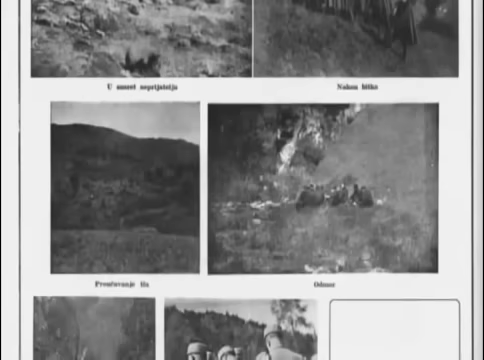 U susret neprijatelju
Nakon bitke
Proučavanje tla
Odmor